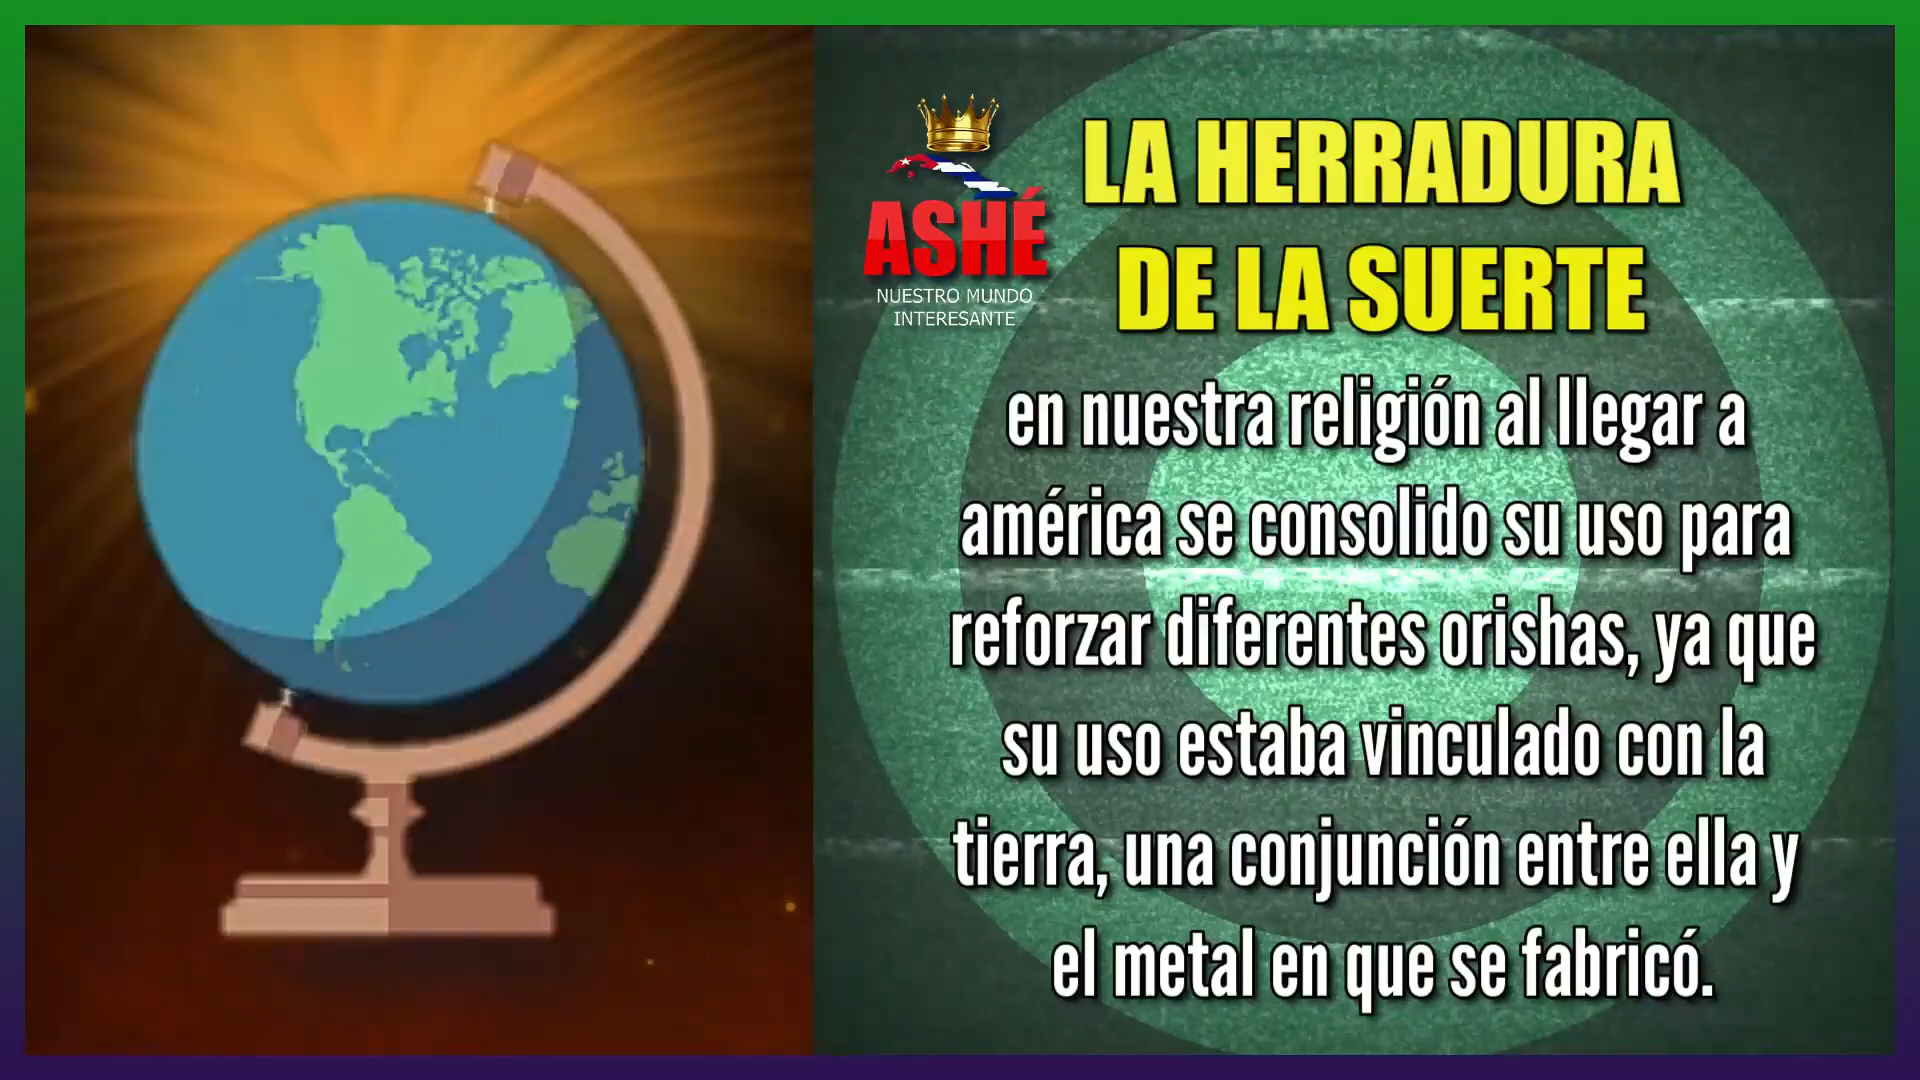 ASHÉ
NUESTRO MUNDO
INTERESANTE
LA HERRADURA
DE LA SUERTE
en nuestra religión al llegar a
américa se consolido su uso para
reforzar diferentes orishas, ya que
su uso estaba vinculado con la
tierra, una conjunción entre ella y
el metal en que se fabricó.